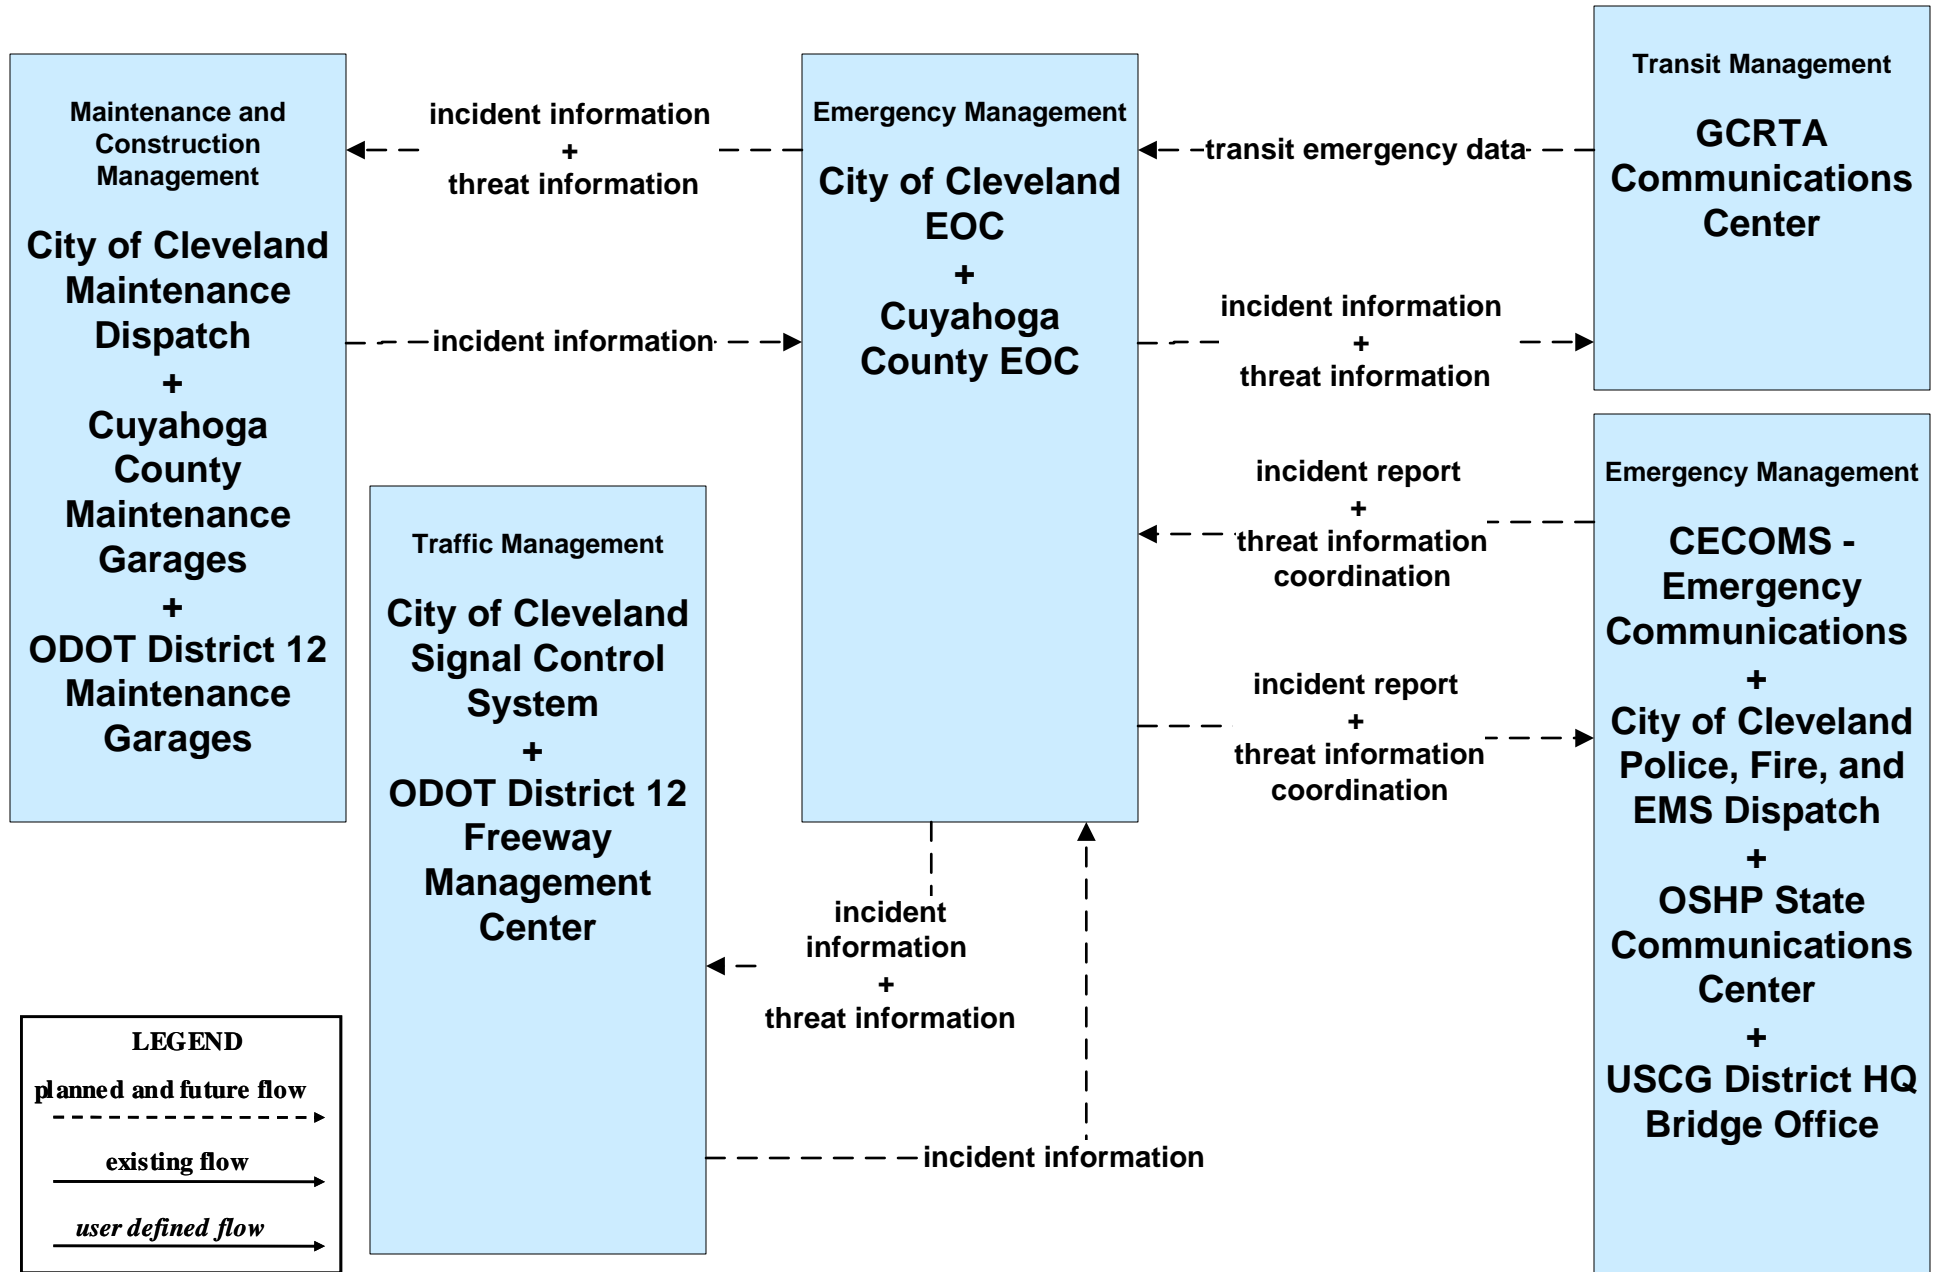 Maintenance and
Construction
Management
City of Cleveland
Maintenance
Dispatch
+
Cuyahoga
County
Maintenance
Garages
+
ODOT District 12
Maintenance
Garages
incident information
+
threat information
incident information
Emergency Management
City of Cleveland
EOC
+
Cuyahoga
County EOC
transit emergency data
incident information
+
threat information
Transit Management
GCRTA
Communications
Center
incident report
+
threat information
coordination
incident report
+
threat information
coordination
Emergency Management
CECOMS -
Emergency
Communications
+
City of Cleveland
Police, Fire, and
EMS Dispatch
+
OSHP State
Communications
Center
+
USCG District HQ
Bridge Office
Traffic Management
City of Cleveland
Signal Control
System
+
ODOT District 12
Freeway
Management
Center
incident
information
+
threat information
incident information
LEGEND
planned and future flow
existing flow
user defined flow